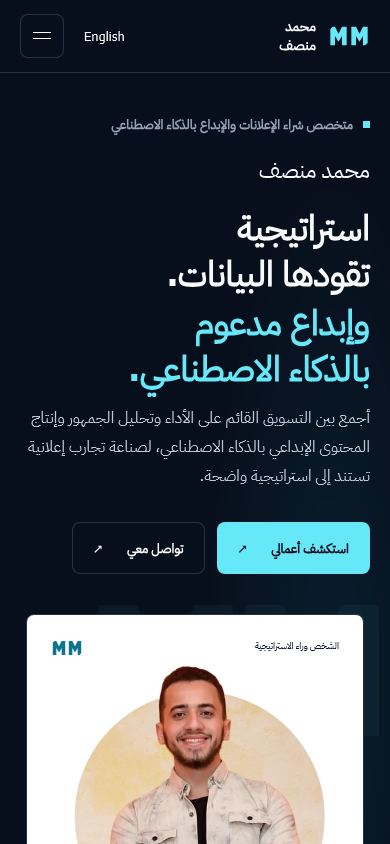 MM
محمد
منصف
English
متخصص شراء الإعلانات والإبداع بالذكاء الاصطناعي
محمد منصف
استراتيجية
تقودها البيانات.
وإبداع مدعوم
بالذكاء الاصطناعي.
أجمع بين التسويق القائم على الأداء وتحليل الجمهور وإنتاج
المحتوى الإبداعي بالذكاء الاصطناعي، لصناعة تجارب إعلانية
تستند إلى استراتيجية واضحة.
استكشف أعمالي ↗
تواصل معي ↗
الشخص وراء الاستراتيجية
MM